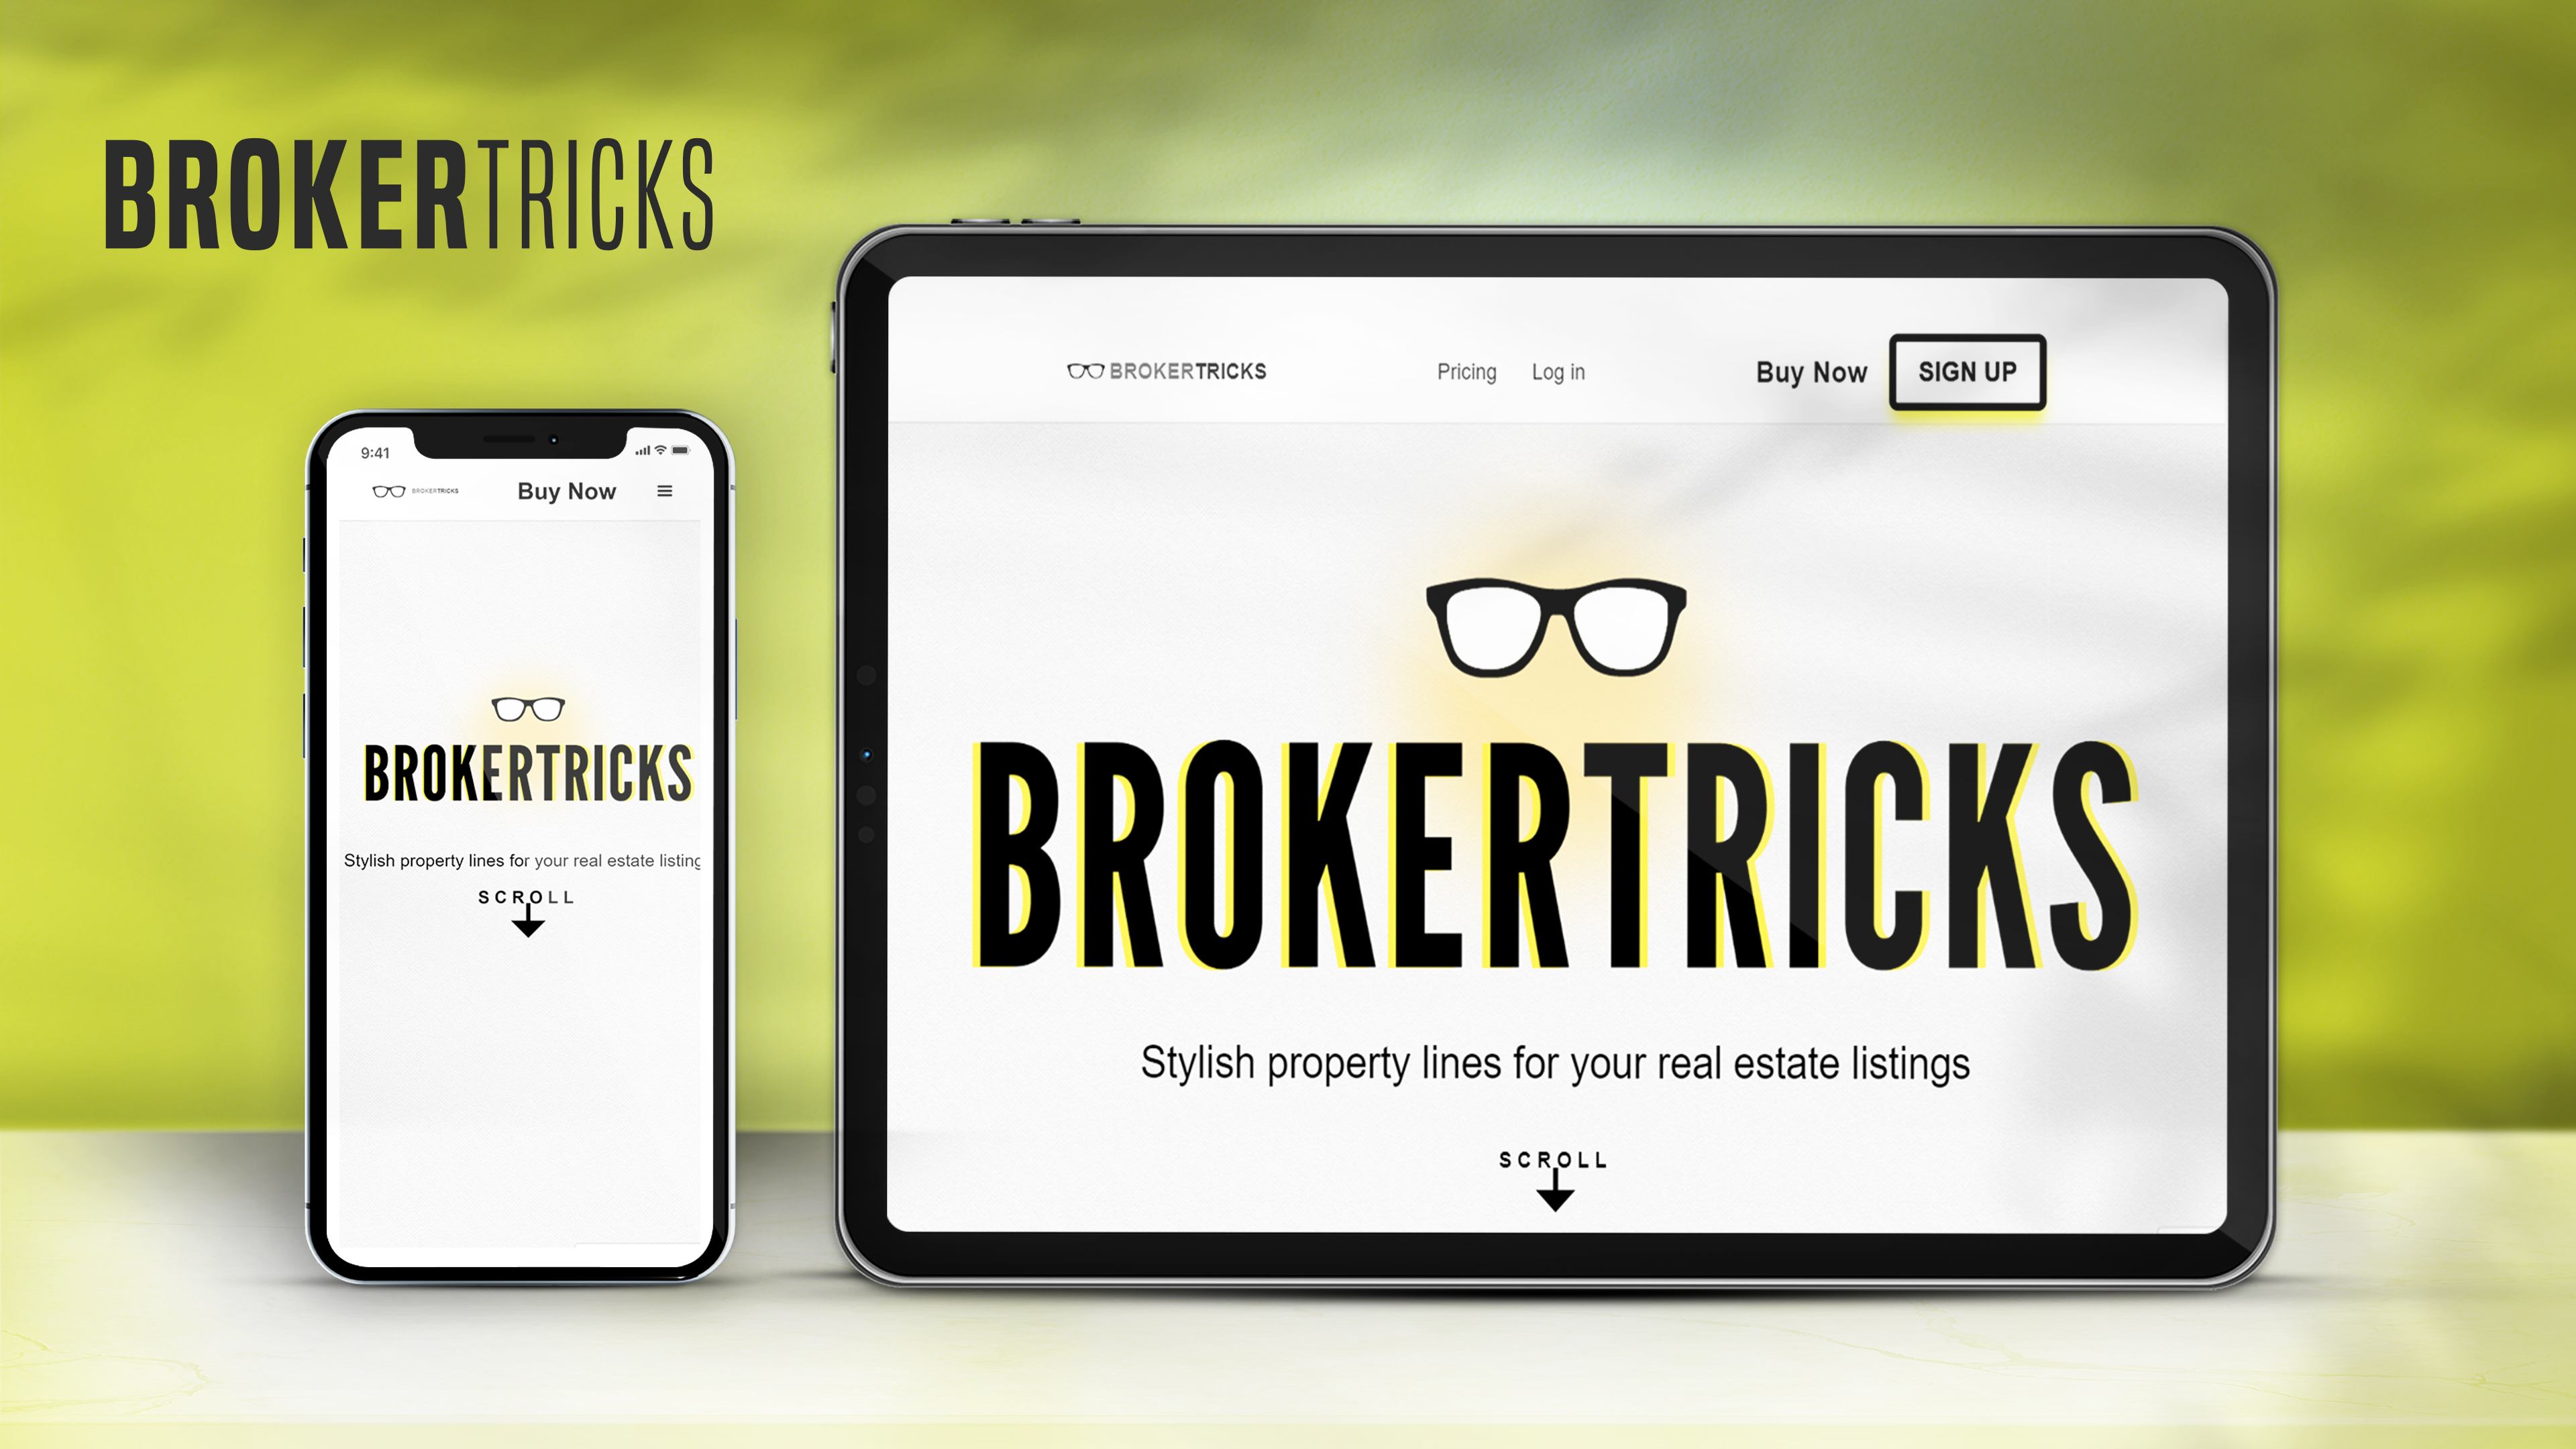 BROKERTRICKS
9:41
BROKERTRICKS
Buy Now
BROKERTRICKS
Stylish property lines for your real estate listing
SCROLL
BROKERTRICKS
Pricing
Log in
Buy Now
SIGN UP
BROKERTRICKS
Stylish property lines for your real estate listings
SCROLL